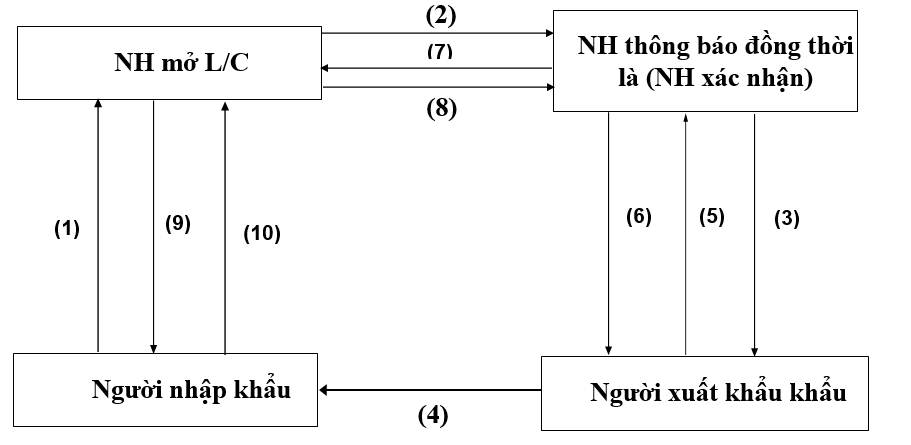 (2)
NH mở L/C
(7)
NH thông báo đồng thời
là (NH xác nhận)
(8)
(1)
(9)
(10)
(6)
(5)
(3)
Người nhập khẩu
(4)
Người xuất khẩu khẩu